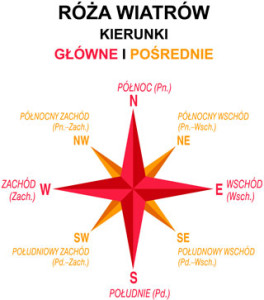 RÓŻA WIATRÓW
KIERUNKI
GŁÓWNE I POŚREDNIE
PÓŁNOC (Pn.)
N
PÓŁNOCNY ZACHÓD
(Pn.-Zach.)
NW
PÓŁNOCNY WSCHÓD
(Pn.-Wsch.)
NE
ZACHÓD
(Zach.)
W
E
WSCHÓD
(Wsch.)
SW
POŁUDNIOWY ZACHÓD
(Pd.-Zach.)
SE
POŁUDNIOWY WSCHÓD
(Pd.-Wsch.)
S
POŁUDNIE (Pd.)